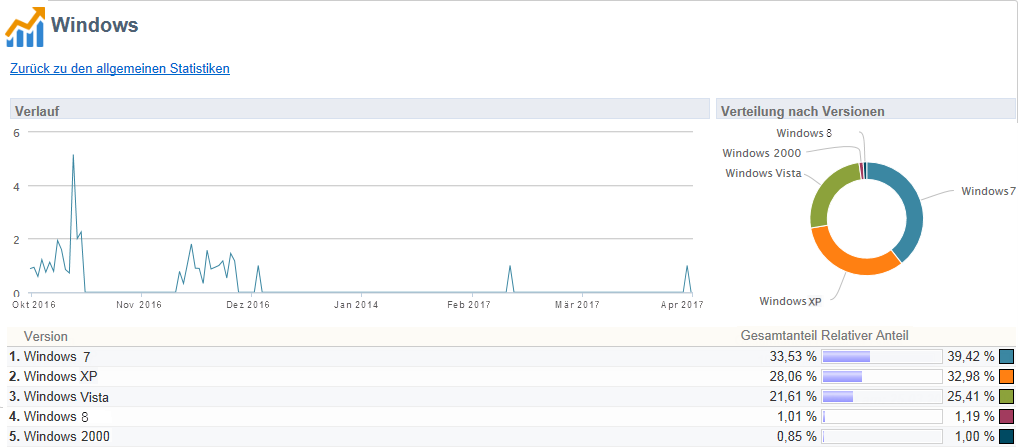 Windows
Zurück zu den allgemeinen Statistiken
Verlauf
Verteilung nach Versionen
6
4
2
0
Okt 2016 Nov 2016 Dez 2016 Jan 2014 Feb 2017 Mär 2017 Apr 2017
Windows 8
Windows 2000
Windows Vista
Windows7
Windows XP
Version Gesamtanteil Relativer Anteil
1. Windows 7 33,53 % 39,42 %
2. Windows XP 28,06 % 32,98 %
3. Windows Vista 21,61 % 25,41 %
4. Windows 8 1,01 % 1,19 %
5. Windows 2000 0,85 % 1,00 %